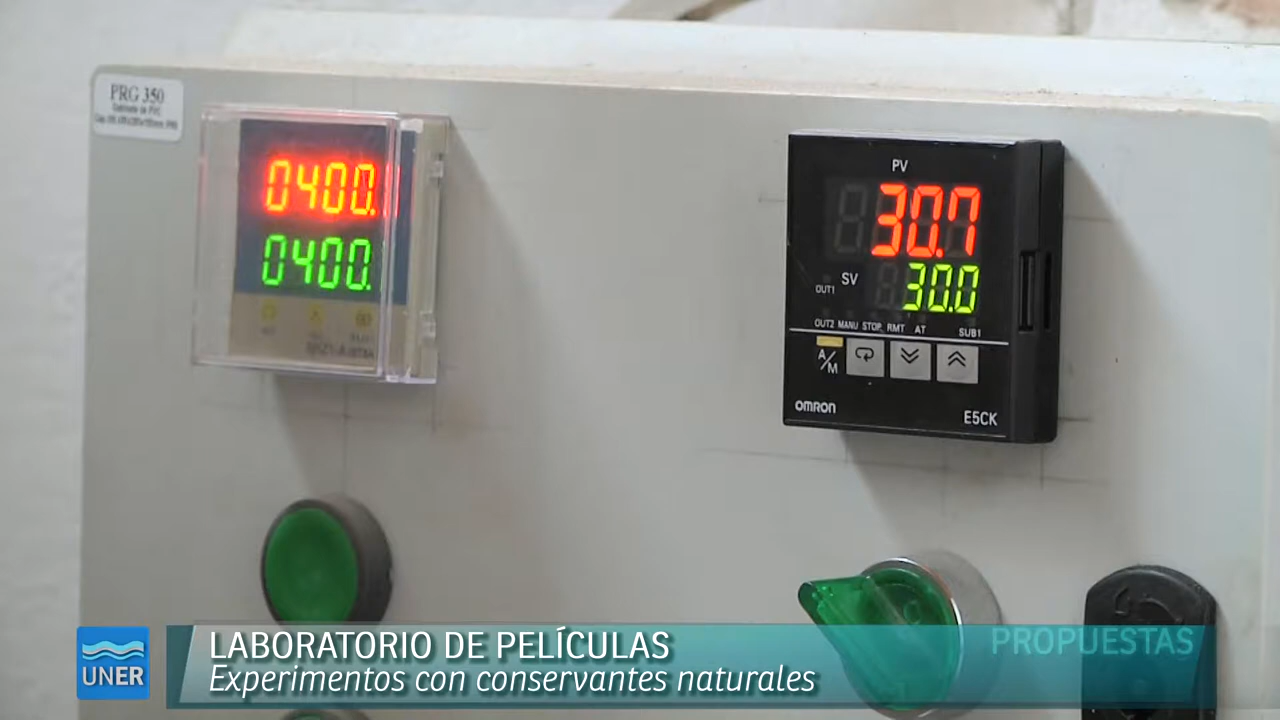 PRG 350
0400.
0400.
PV
30.7
SV
30.0
OUT1
OUT2 MANU STOP RMT AT SUB1
A/M
OMRON
E5CK
UNER
LABORATORIO DE PELÍCULAS
Experimentos con conservantes naturales
PROPUESTAS